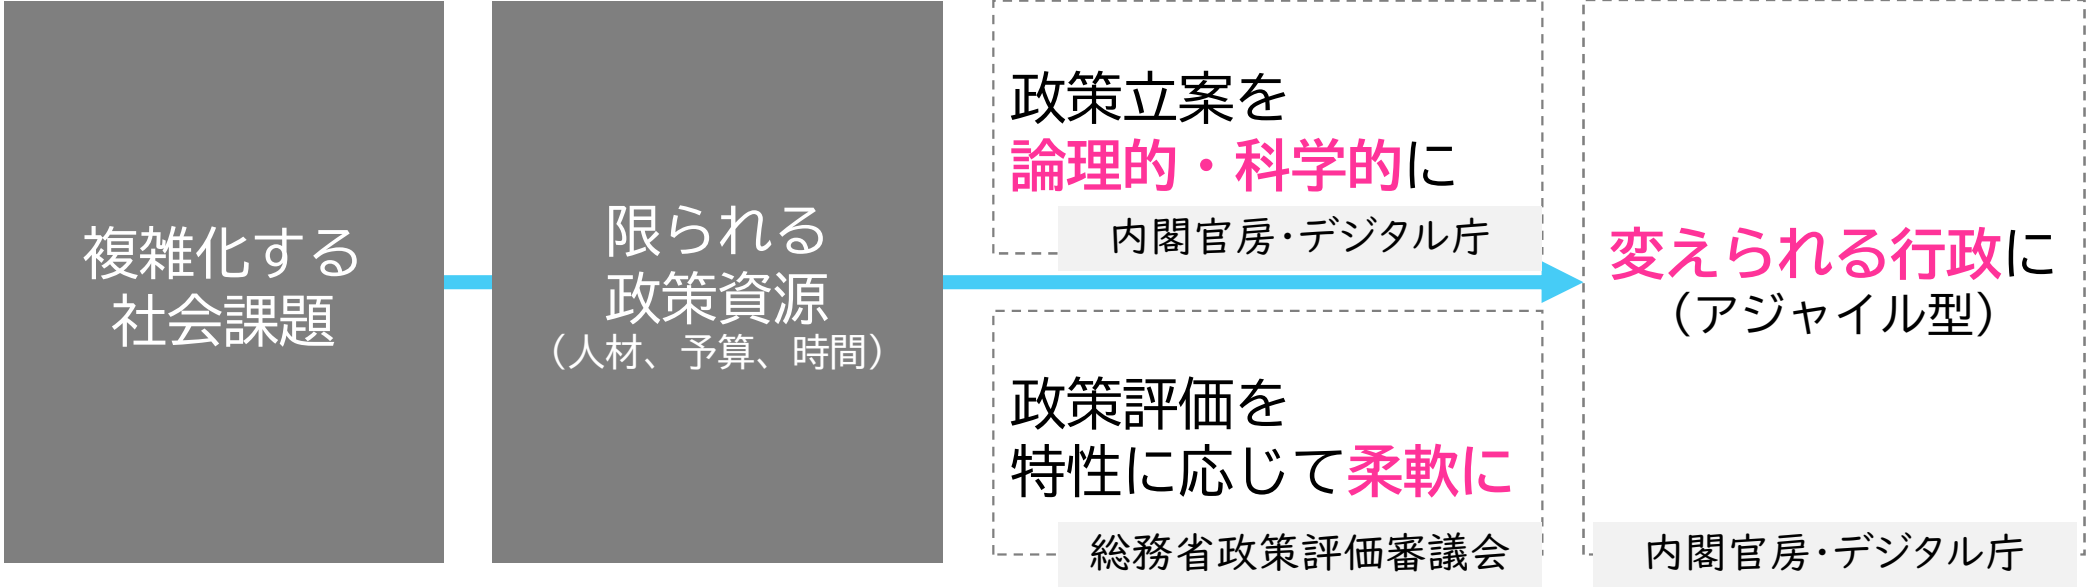 複雑化する
社会課題
限られる
政策資源
（人材、予算、時間）
政策立案を
論理的・科学的に
内閣官房・デジタル庁
政策評価を
特性に応じて柔軟に
総務省政策評価審議会
変えられる行政に
（アジャイル型）
内閣官房・デジタル庁